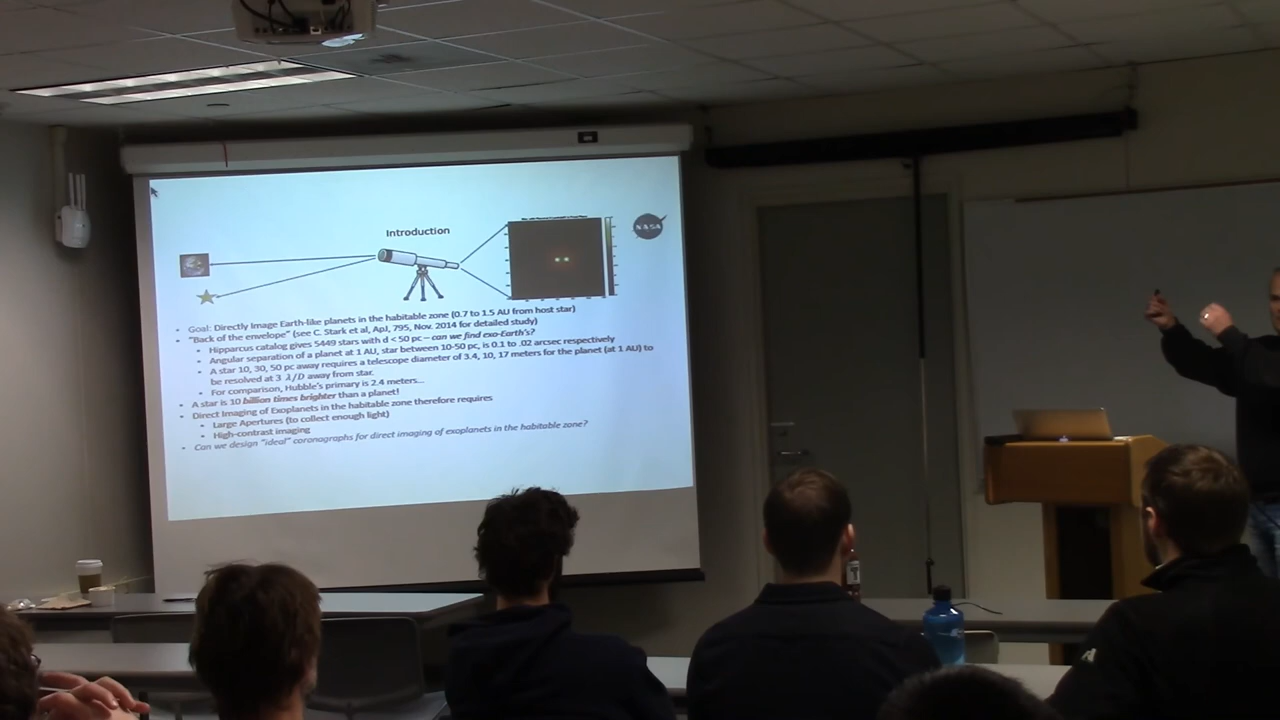 Introduction
NASA
• Goal: Directly Image Earth-like planets in the habitable zone (0.7 to 1.5 AU from host star)
• "Back of the envelope" (see C. Stark et al, ApJ, 795, Nov. 2014 for detailed study)
• Hipparcus catalog gives 5449 stars with d < 50 pc – can we find exo-Earth's?
• Angular separation of a planet at 1 AU, star between 10-50 pc, is 0.1 to .02 arcsec respectively
• A star 10, 30, 50 pc away requires a telescope diameter of 3.4, 10, 17 meters for the planet (at 1 AU) to
be resolved at 3 λ/D away from star.
• For comparison, Hubble's primary is 2.4 meters...
• A star is 10 billion times brighter than a planet!
• Direct Imaging of Exoplanets in the habitable zone therefore requires
• Large Apertures (to collect enough light)
• High-contrast imaging
• Can we design "ideal" coronagraphs for direct imaging of exoplanets in the habitable zone?